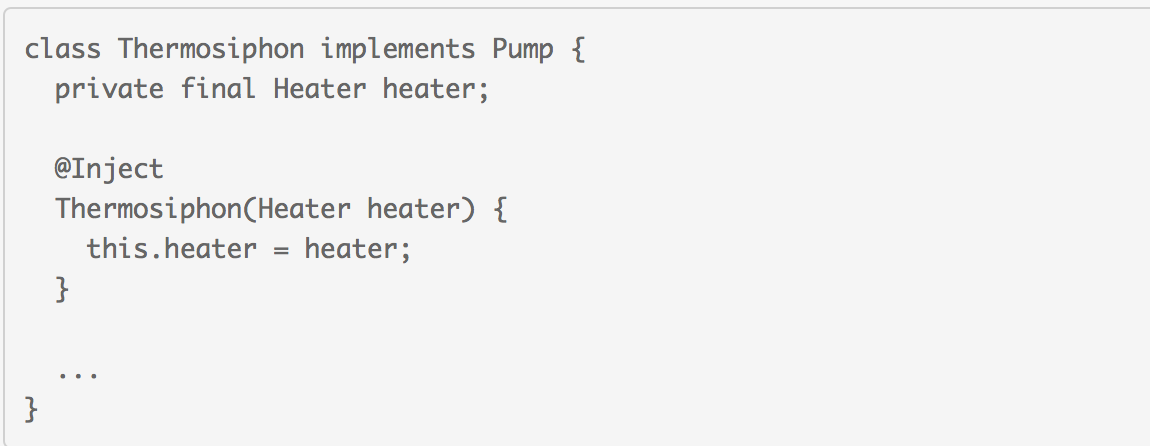 class Thermosiphon implements Pump {
  private final Heater heater;

  @Inject
  Thermosiphon(Heater heater) {
    this.heater = heater;
  }

  ...
}